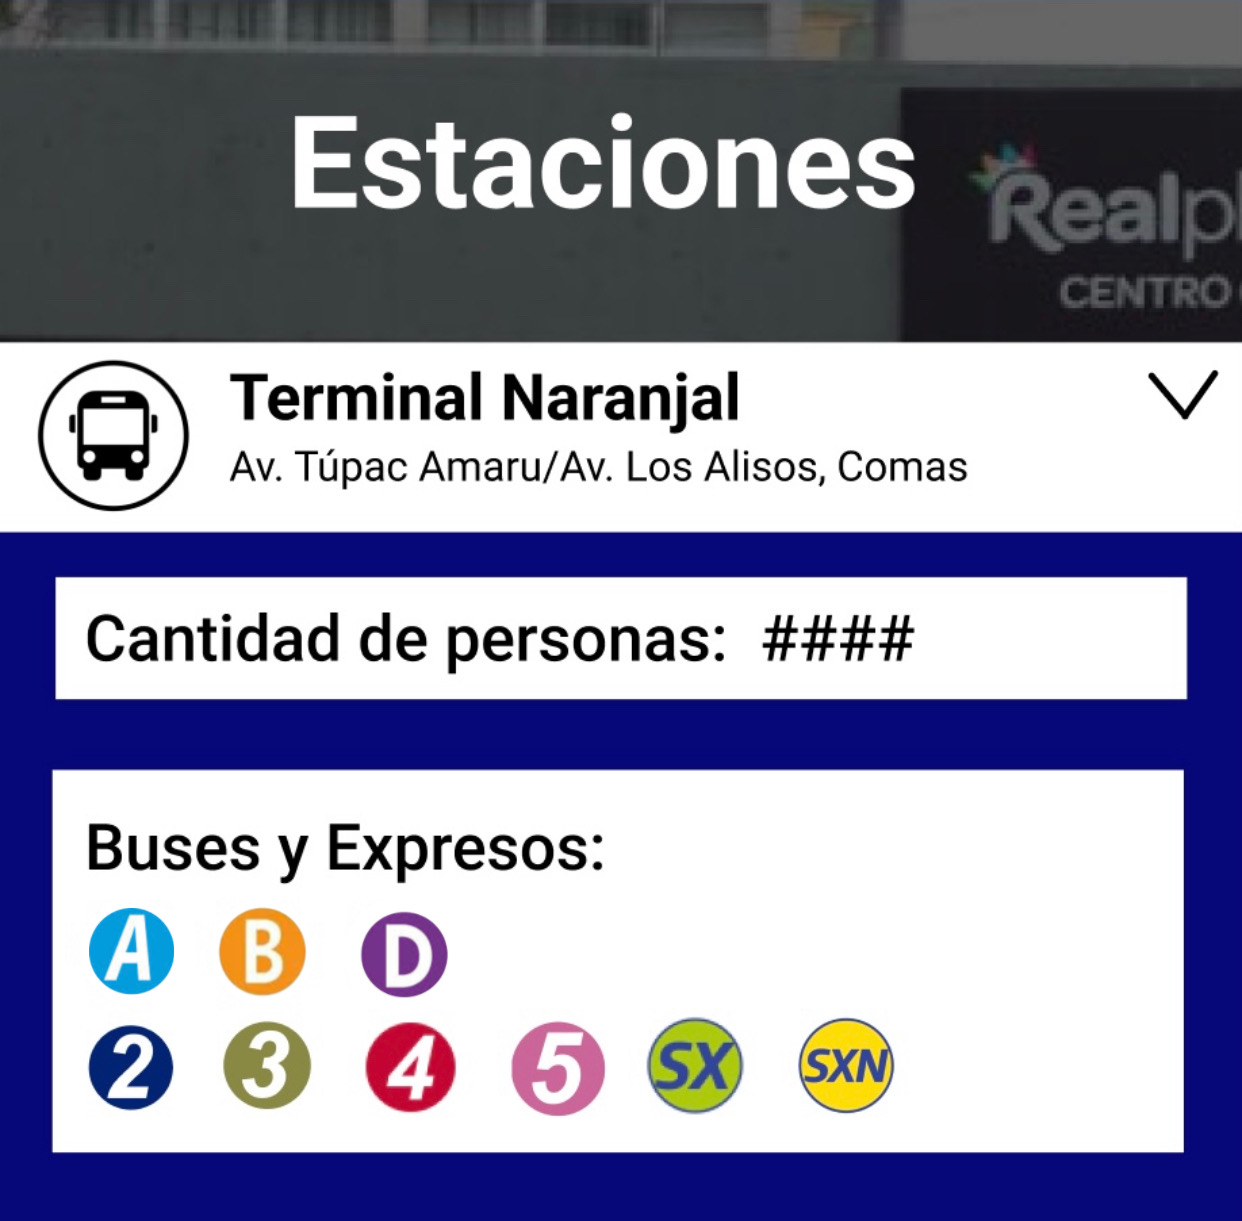 Estaciones
Real
CENTRO
Terminal Naranjal
Av. Túpac Amaru/Av. Los Alisos, Comas
Cantidad de personas: ####
Buses y Expresos:
A B D
2 3 4 5 SX SXN